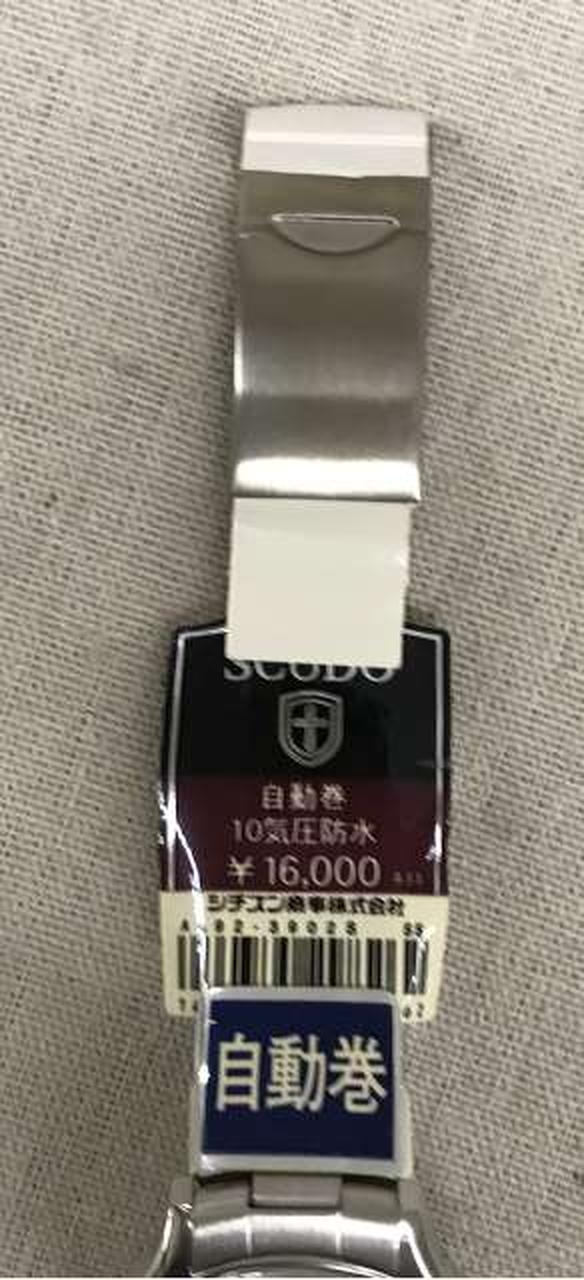 SCUDO
自動巻
10気圧防水
¥ 16,000
シチズン商事株式会社
自動巻